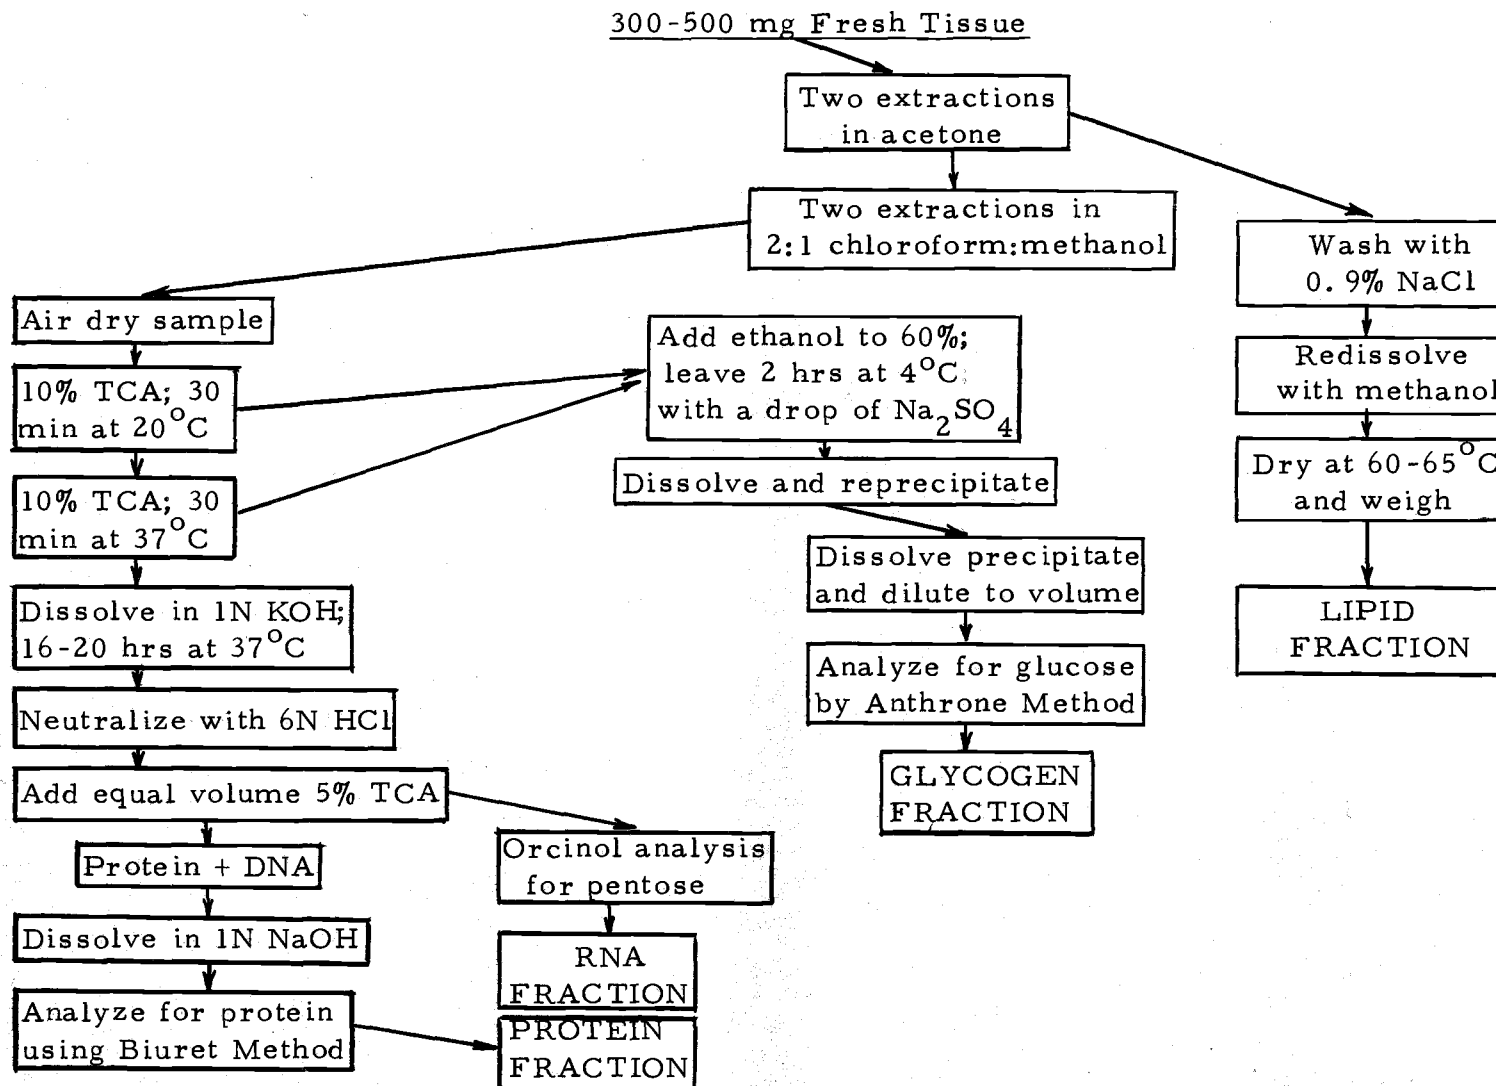 300-500 mg Fresh Tissue
Two extractions
in acetone
Two extractions in
2:1 chloroform:methanol
Wash with
0. 9% NaCl
Redissolve
with methanol
Dry at 60-65°C
and weigh
LIPID
FRACTION
Air dry sample
10% TCA; 30
min at 20°C
10% TCA; 30
min at 37°C
Add ethanol to 60%;
leave 2 hrs at 4°C
with a drop of Na2SO4
Dissolve and reprecipitate
Dissolve precipitate
and dilute to volume
Analyze for glucose
by Anthrone Method
GLYCOGEN
FRACTION
Dissolve in 1N KOH;
16-20 hrs at 37°C
Neutralize with 6N HCl
Add equal volume 5% TCA
Orcinol analysis
for pentose
RNA
FRACTION
Protein + DNA
Dissolve in 1N NaOH
Analyze for protein
using Biuret Method
PROTEIN
FRACTION